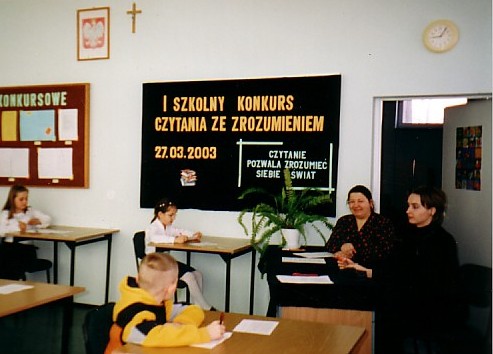 KONKURSOWE
I SZKOLNY KONKURS
CZYTANIA ZE ZROZUMIENIEM
27.03.2003
CZYTANIE
POZWALA ZROZUMIEĆ
SIEBIE I ŚWIAT